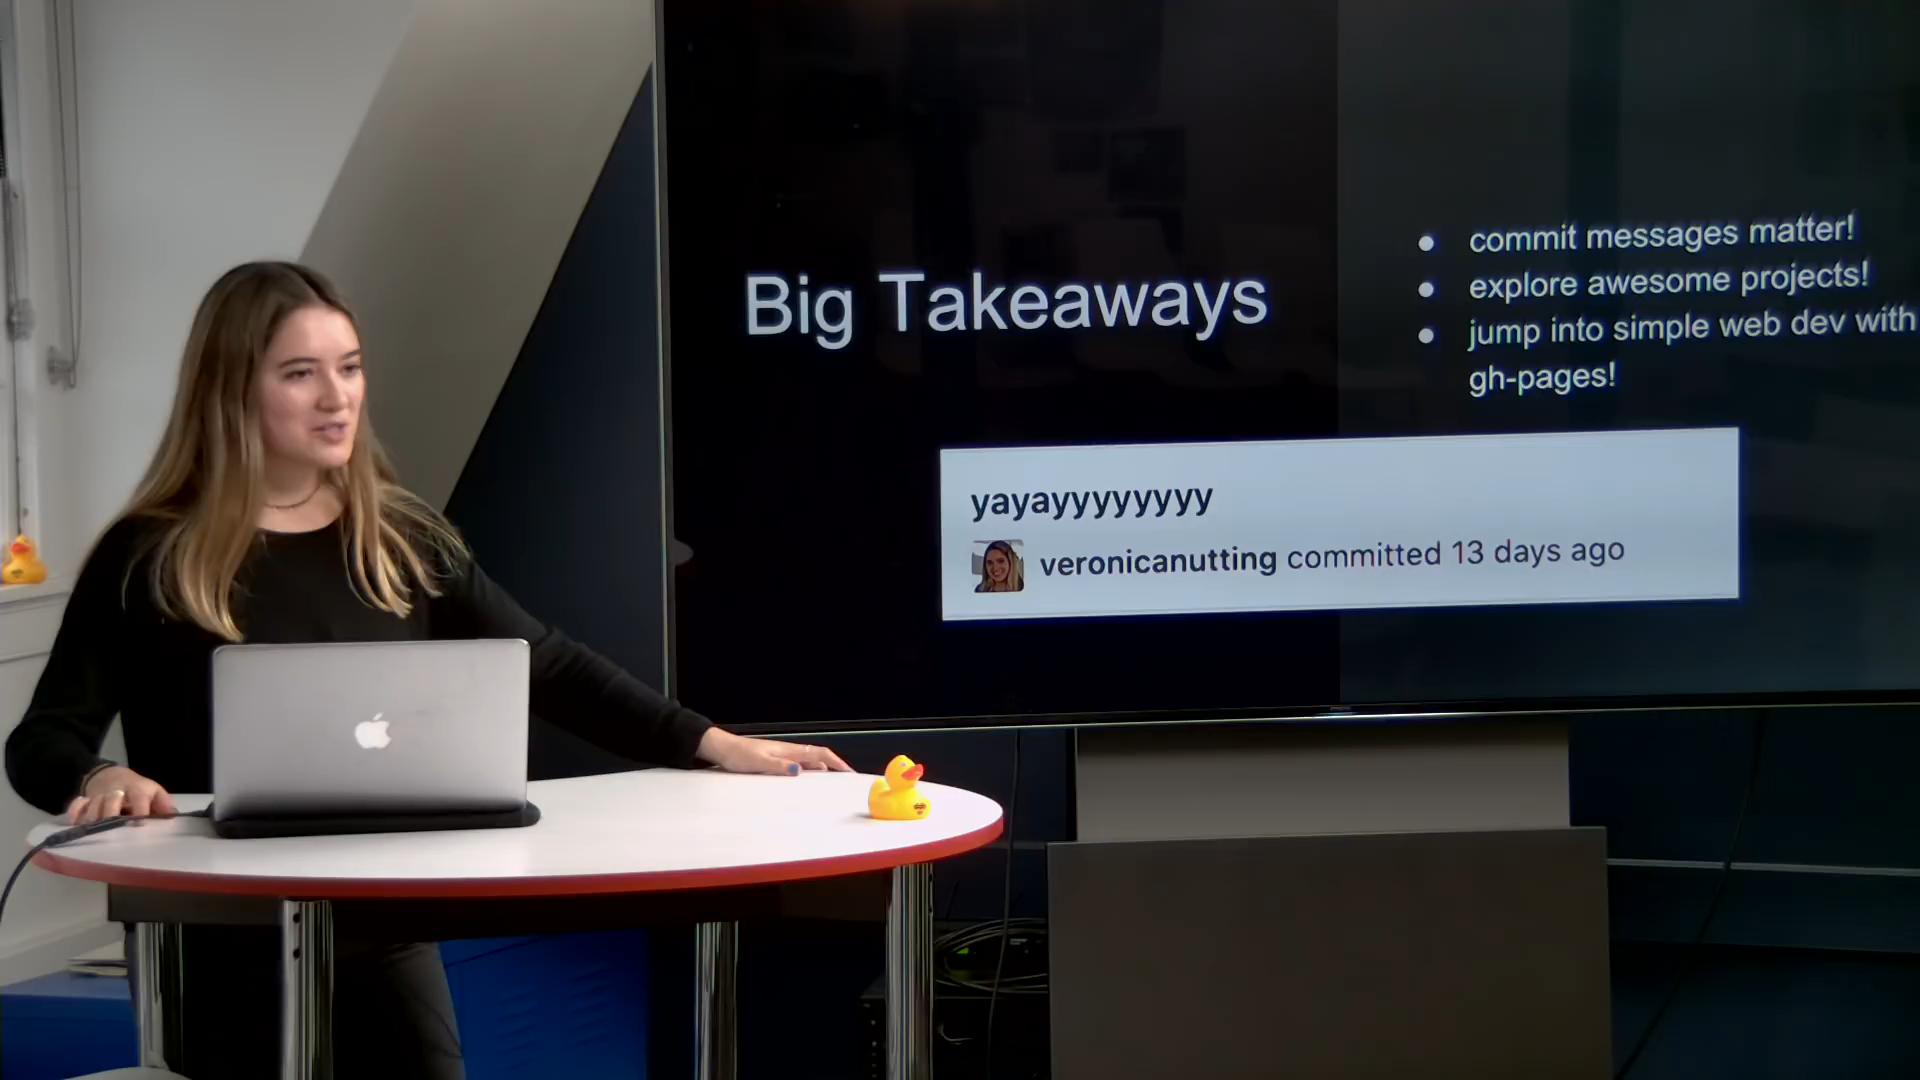 Big Takeaways
● commit messages matter!
● explore awesome projects!
● jump into simple web dev with
gh-pages!
yayayyyyyyyy
veronicanutting committed 13 days ago